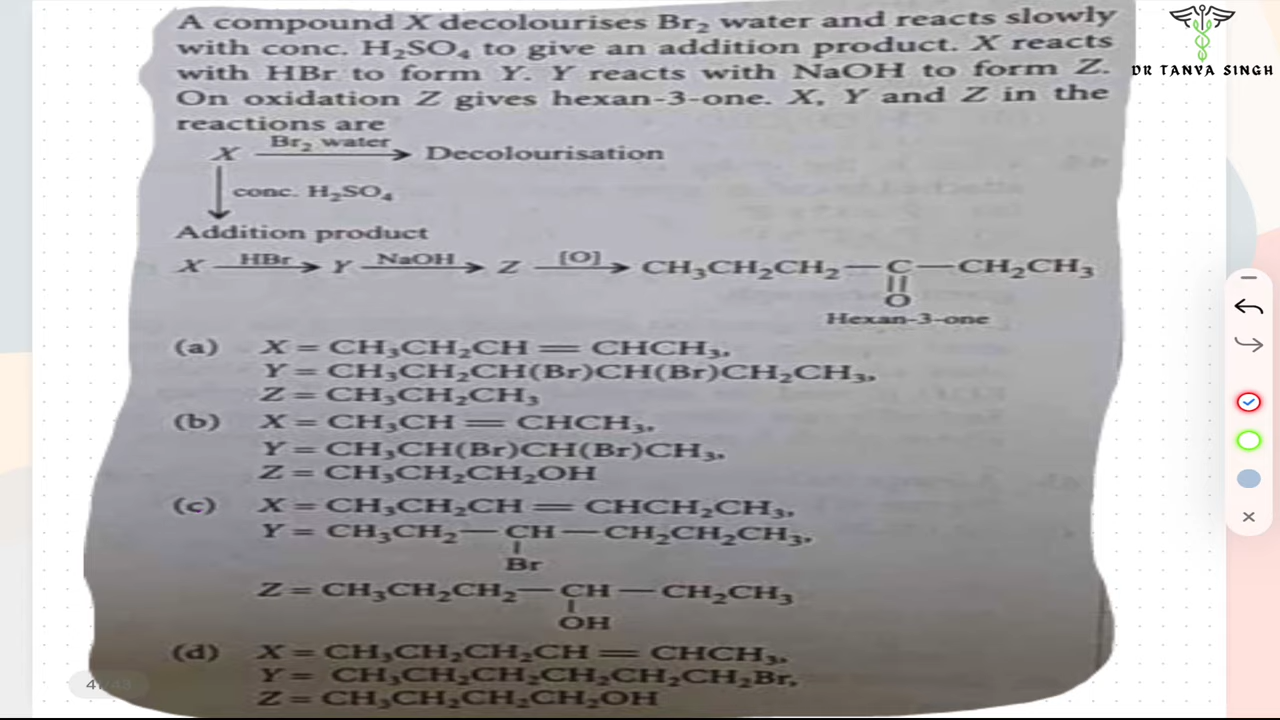 A compound X decolourises Br₂ water and reacts slowly
with conc. H₂SO₄ to give an addition product. X reacts
with HBr to form Y. Y reacts with NaOH to form Z.
On oxidation Z gives hexan-3-one. X, Y and Z in the
reactions are
X Br₂ water → Decolourisation
conc. H₂SO₄
Addition product
X HBr → Y NaOH → Z [O] → CH₃CH₂CH₂—C—CH₂CH₃
||
O
Hexan-3-one
(a) X = CH₃CH₂CH = CHCH₃,
Y = CH₃CH₂CH(Br)CH(Br)CH₂CH₃,
Z = CH₃CH₂CH₃
(b) X = CH₃CH = CHCH₃,
Y = CH₃CH(Br)CH(Br)CH₃,
Z = CH₃CH₂CH₂OH
(c) X = CH₃CH₂CH = CHCH₂CH₃,
Y = CH₃CH₂—CH—CH₂CH₂CH₃,
|
Br
Z = CH₃CH₂CH₂—CH—CH₂CH₃
|
OH
(d) X = CH₃CH₂CH₂CH = CHCH₃,
Y = CH₃CH₂CH₂CH₂CH₂CH₂Br,
Z = CH₃CH₂CH₂CH₂OH
DR TANYA SINGH